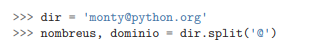 >>> dir = 'monty@python.org'
>>> nombreus, dominio = dir.split('@')